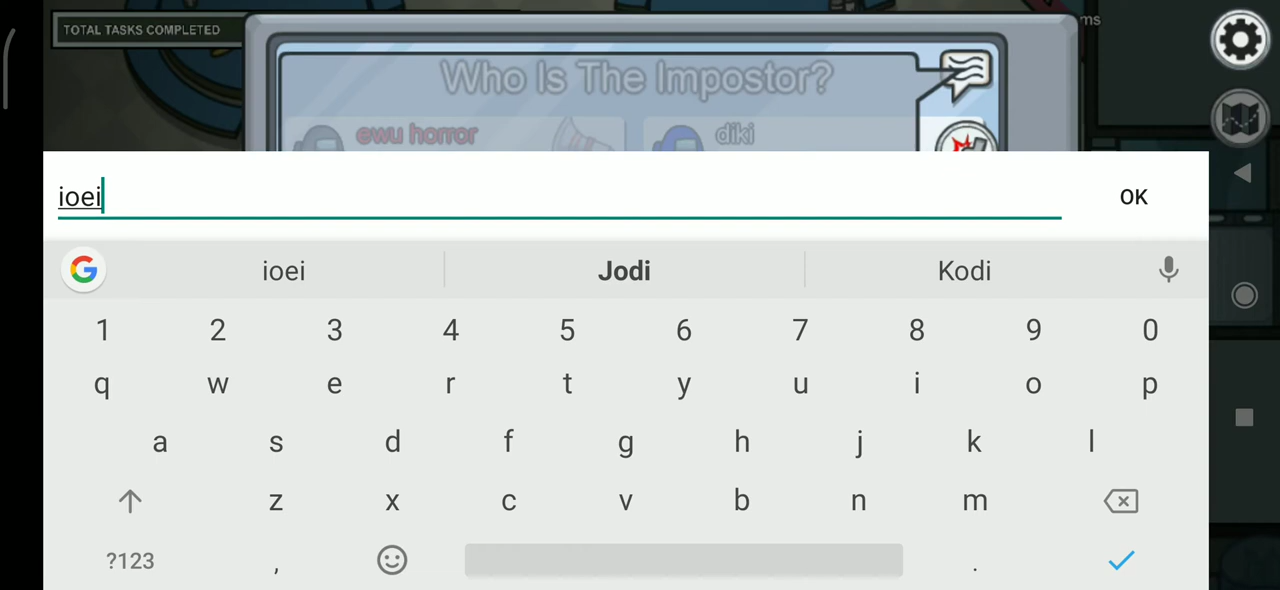 TOTAL TASKS COMPLETED
ms
Who Is The Impostor?
ewu horror
diki
ioei
OK
ioei
Jodi
Kodi
1 2 3 4 5 6 7 8 9 0
q w e r t y u i o p
a s d f g h j k l
z x c v b n m
?123 , .